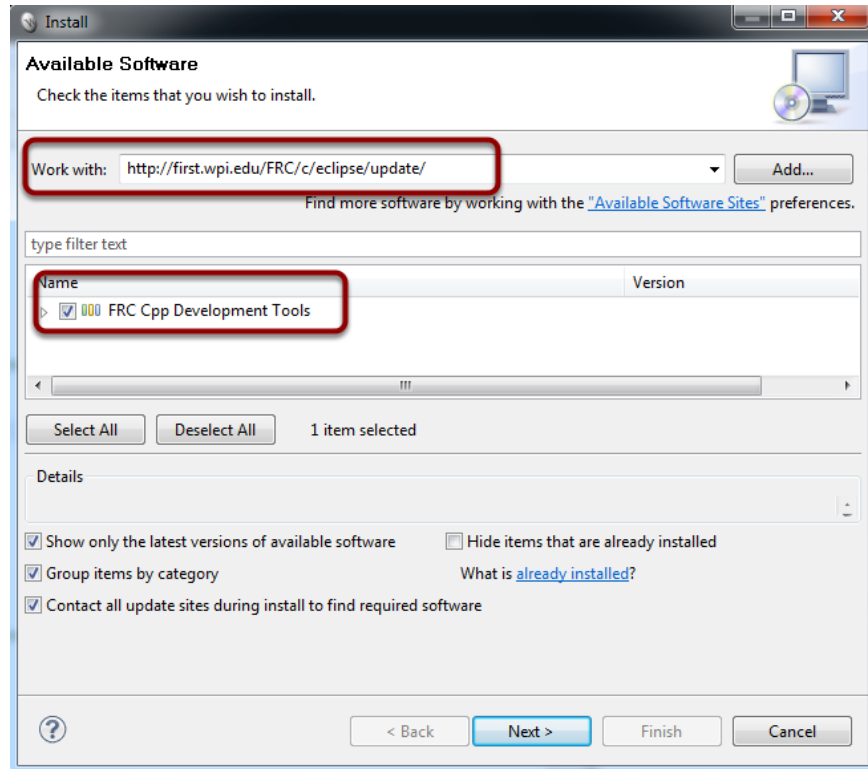 Install
Available Software
Check the items that you wish to install.
Work with: http://first.wpi.edu/FRC/c/eclipse/update/ Add...
Find more software by working with the "Available Software Sites" preferences.
type filter text
Name Version
FRC Cpp Development Tools
Select All Deselect All 1 item selected
Details
Show only the latest versions of available software Hide items that are already installed
Group items by category What is already installed?
Contact all update sites during install to find required software
? < Back Next > Finish Cancel